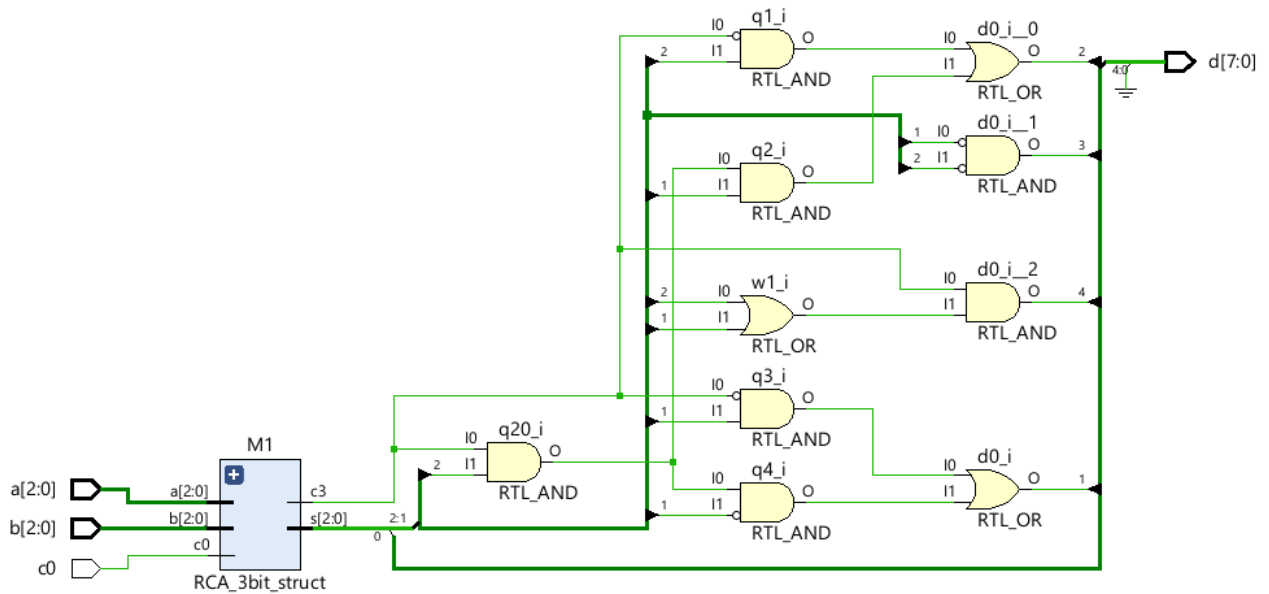 q1_i
I0
I1
O
2
RTL_AND
d0_i__0
I0
I1
O
2
RTL_OR
4:0
d[7:0]
d0_i__1
1
I0
2
I1
O
3
RTL_AND
q2_i
I0
1
I1
O
RTL_AND
d0_i__2
I0
I1
O
4
RTL_AND
w1_i
2
I0
1
I1
O
RTL_OR
q3_i
I0
1
I1
O
RTL_AND
q4_i
I0
1
I1
O
RTL_AND
d0_i
I0
I1
O
1
RTL_OR
q20_i
I0
2
I1
O
RTL_AND
M1
a[2:0]
a[2:0]
c3
b[2:0]
b[2:0]
s[2:0]
2:1
0
c0
c0
RCA_3bit_struct